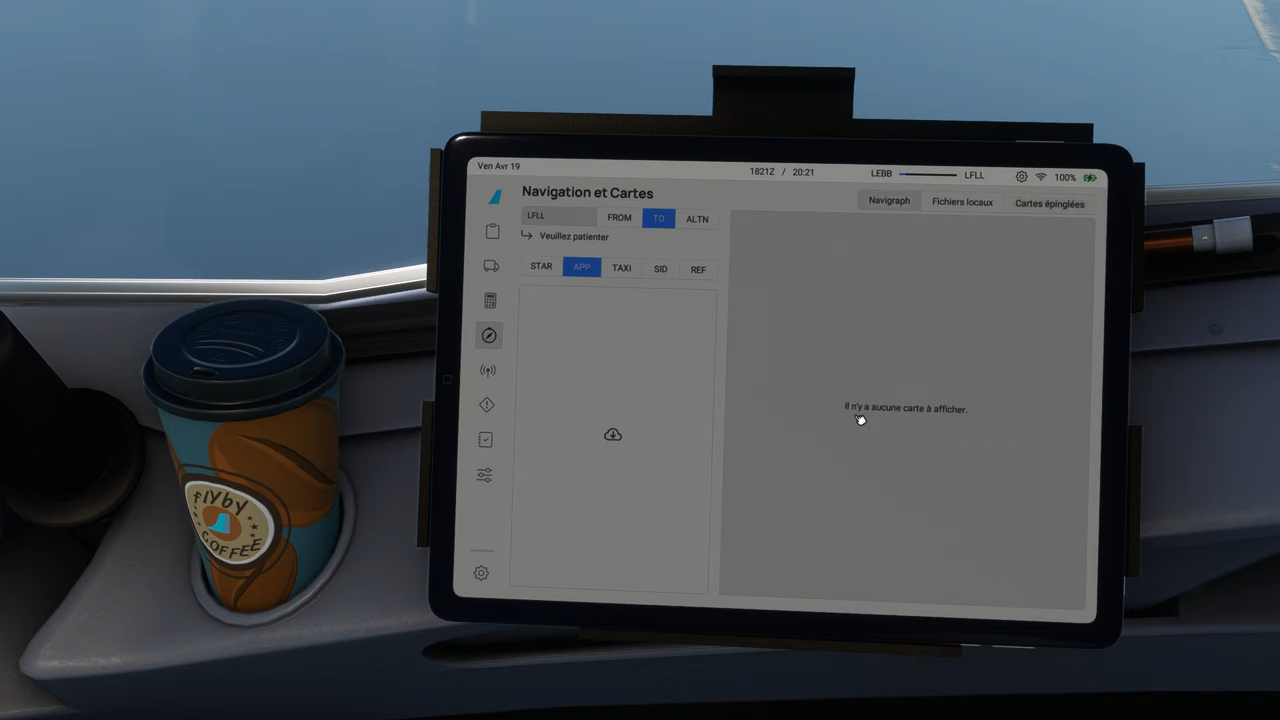 Ven Avr 19
1821Z / 20:21
LEBB
LFLL
100%
Navigation et Cartes
Navigraph
Fichiers locaux
Cartes épinglées
LFLL
FROM
TO
ALTN
Veuillez patienter
STAR
APP
TAXI
SID
REF
Il n'y a aucune carte à afficher.
flyby
COFFEE